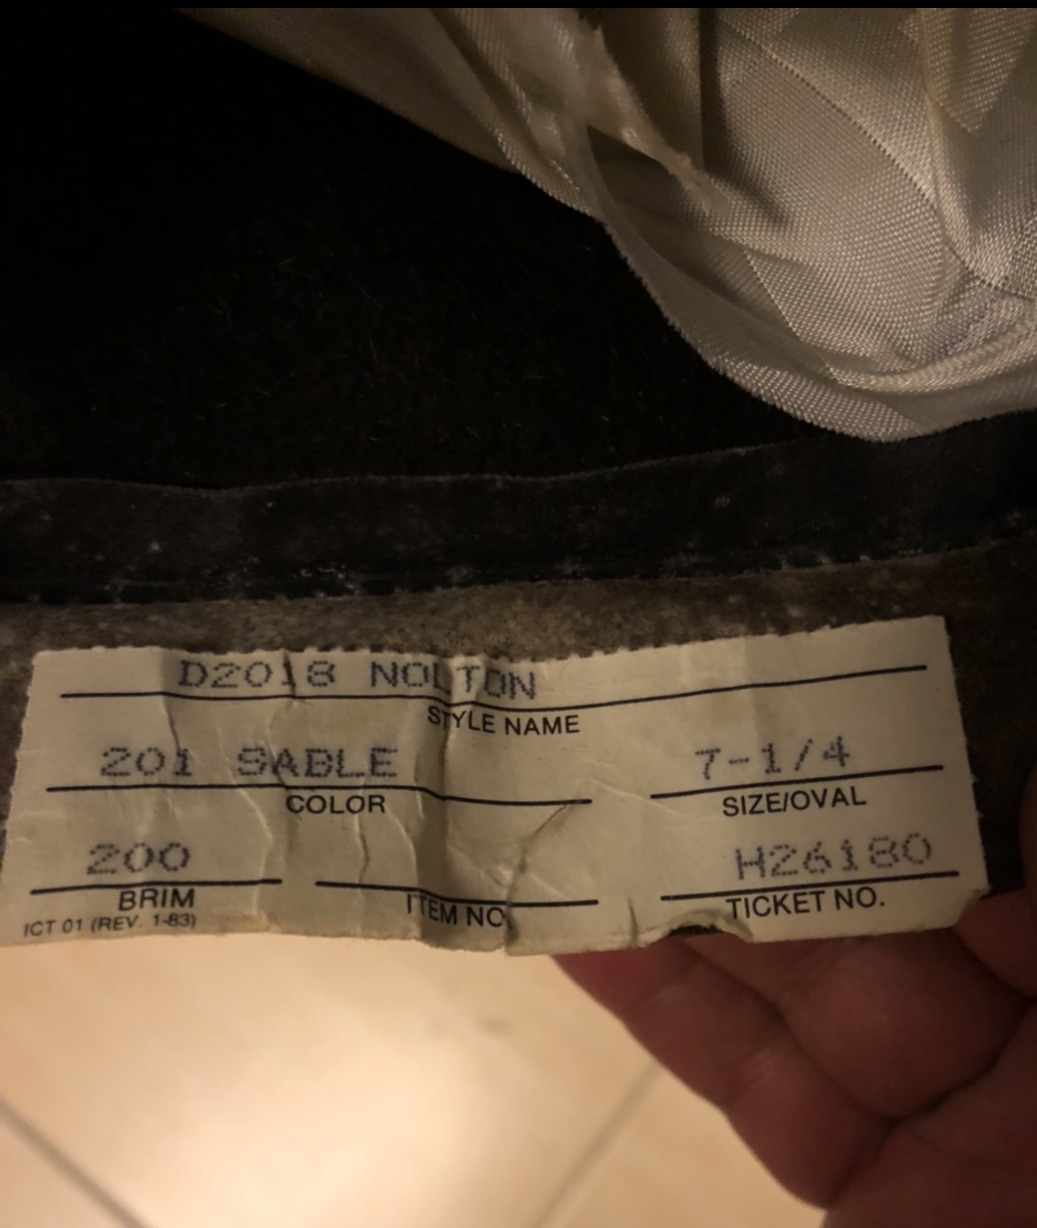 D2018 NOLTON
STYLE NAME
201 SABLE 7-1/4
COLOR SIZE/OVAL
200 H26180
BRIM ITEM NO. TICKET NO.
ICT 01 (REV. 1-83)